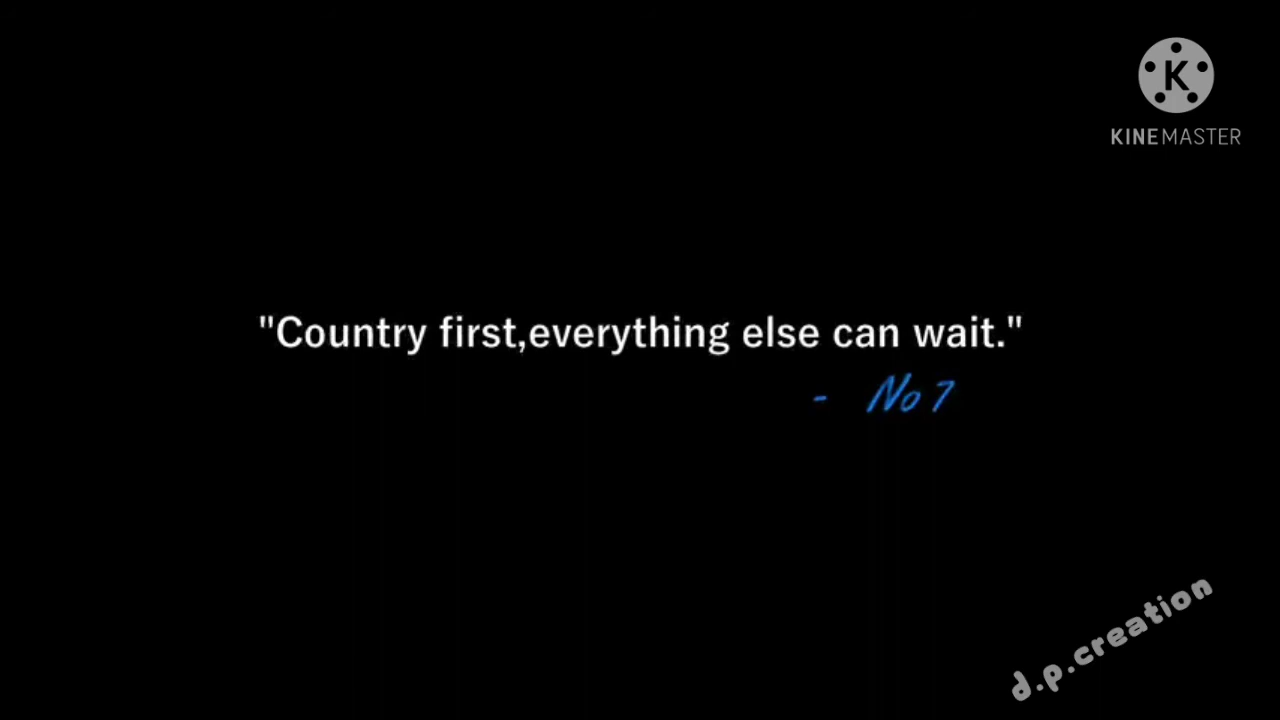 K
KINEMASTER
"Country first,everything else can wait."
- No 7
d.p.creation